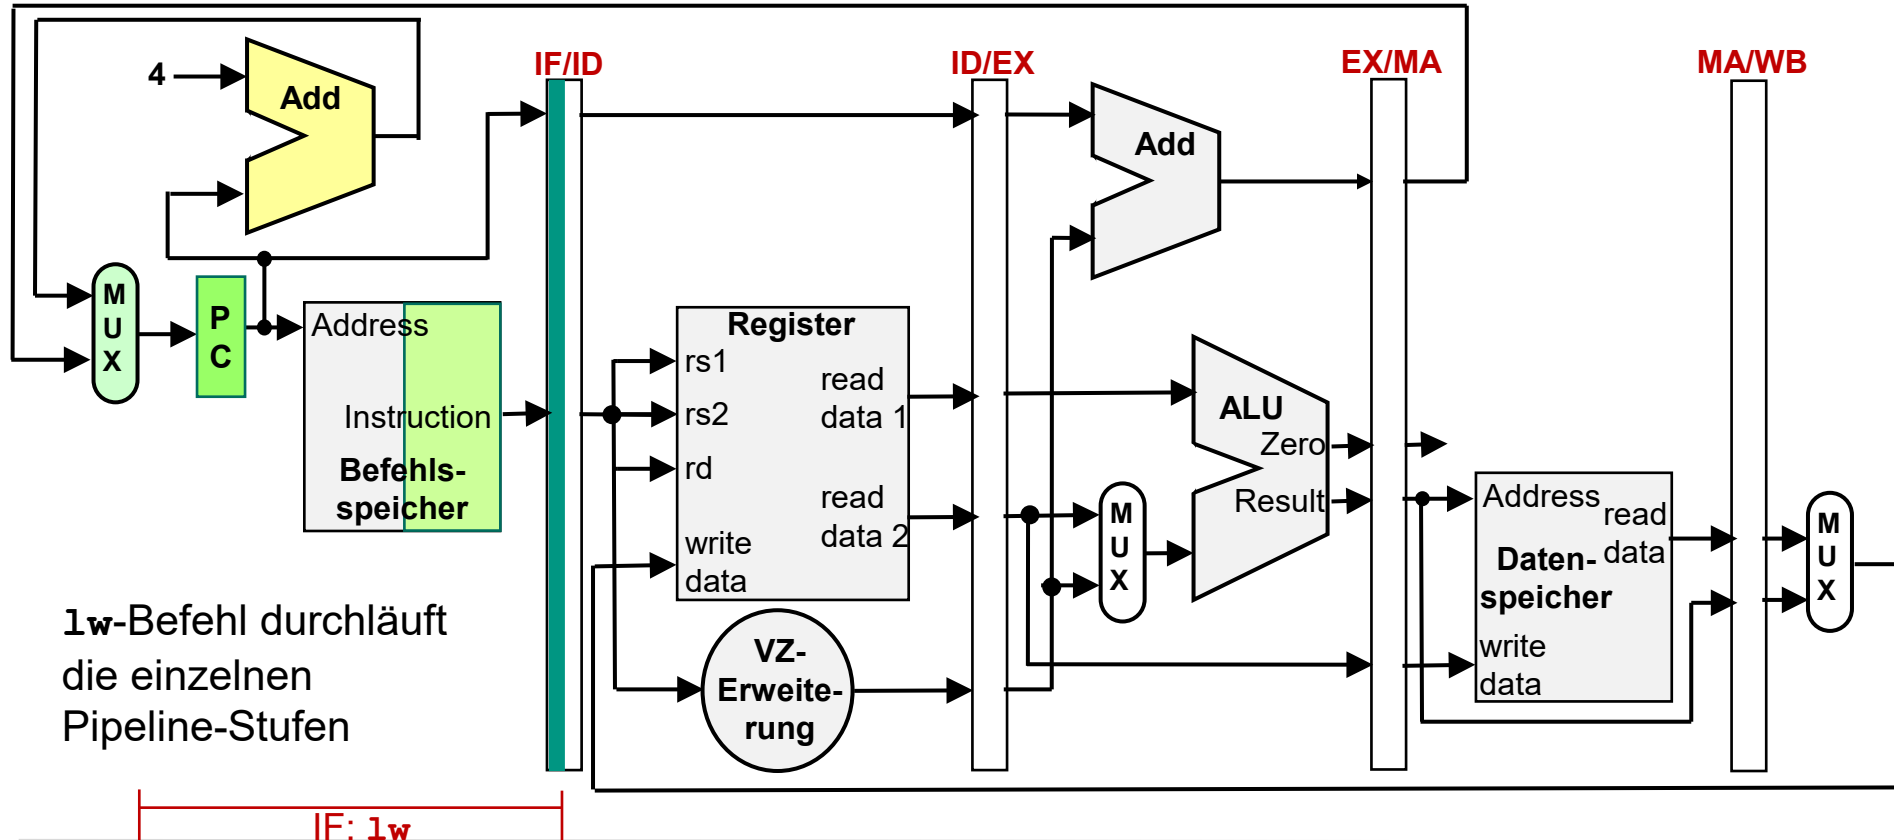 IF/ID
ID/EX
EX/MA
MA/WB
4
Add
Add
M
U
X
P
C
Address
Instruction
Befehls-
speicher
Register
rs1
rs2
rd
write
data
read
data 1
read
data 2
VZ-
Erweite-
rung
M
U
X
ALU
Zero
Result
Address
read
data
Daten-
speicher
write
data
M
U
X
lw-Befehl durchläuft
die einzelnen
Pipeline-Stufen
IF: lw